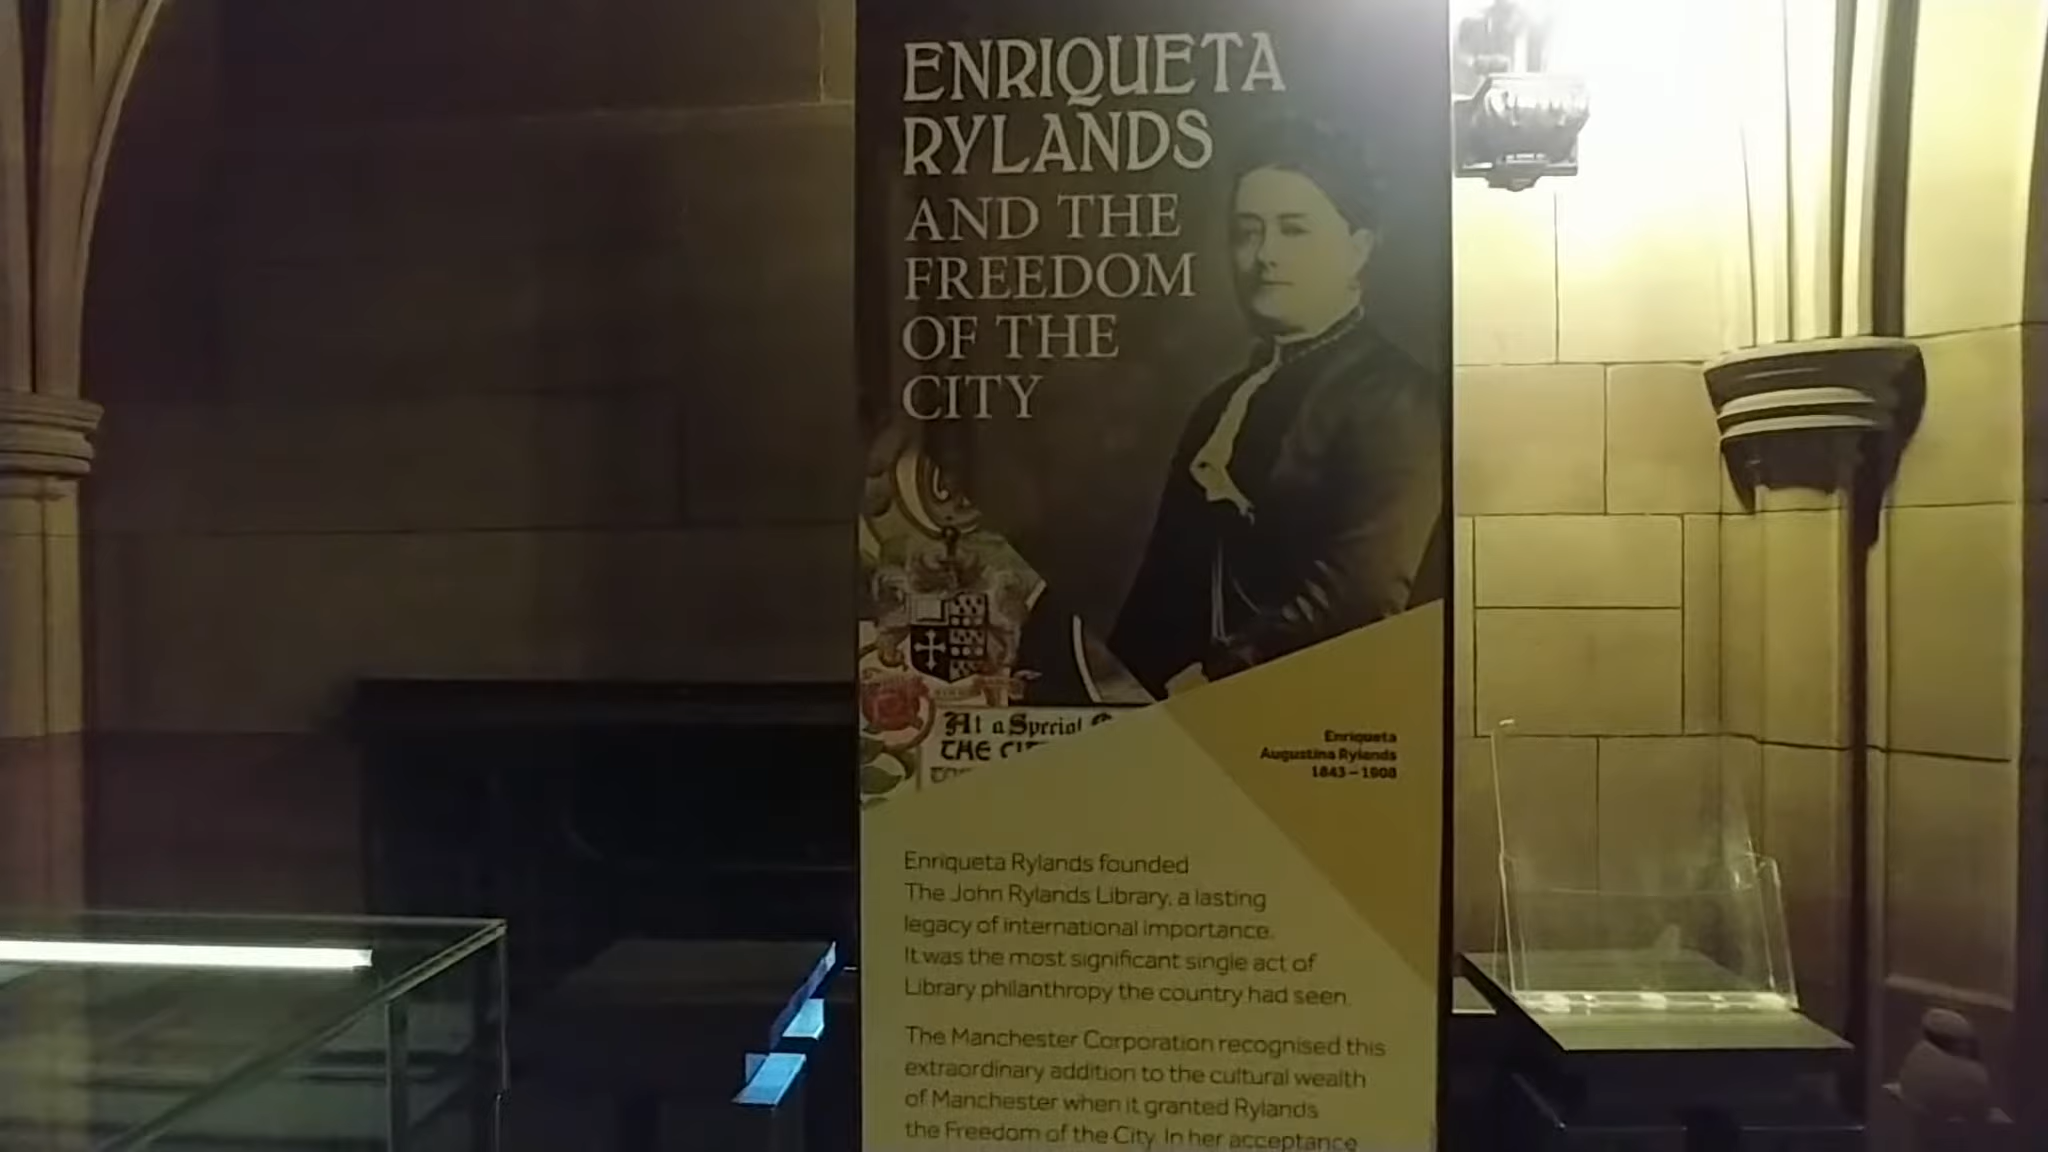 ENRIQUETA
RYLANDS
AND THE
FREEDOM
OF THE
CITY
At a Special
THE
Enriqueta
Augustina Rylands
1843 – 1908
Enriqueta Rylands founded
The John Rylands Library, a lasting
legacy of international importance.
It was the most significant single act of
Library philanthropy the country had seen.
The Manchester Corporation recognised this
extraordinary addition to the cultural wealth
of Manchester when it granted Rylands
the Freedom of the City. In her acceptance